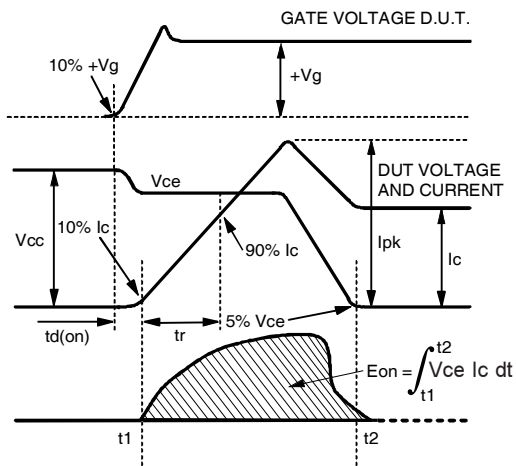 GATE VOLTAGE D.U.T.
10% +Vg
+Vg
Vce
DUT VOLTAGE
AND CURRENT
10% Ic
Vcc
90% Ic
Ipk
Ic
td(on)
tr
5% Vce
Eon = ∫ Vce Ic dt
t2
t1
t1
t2